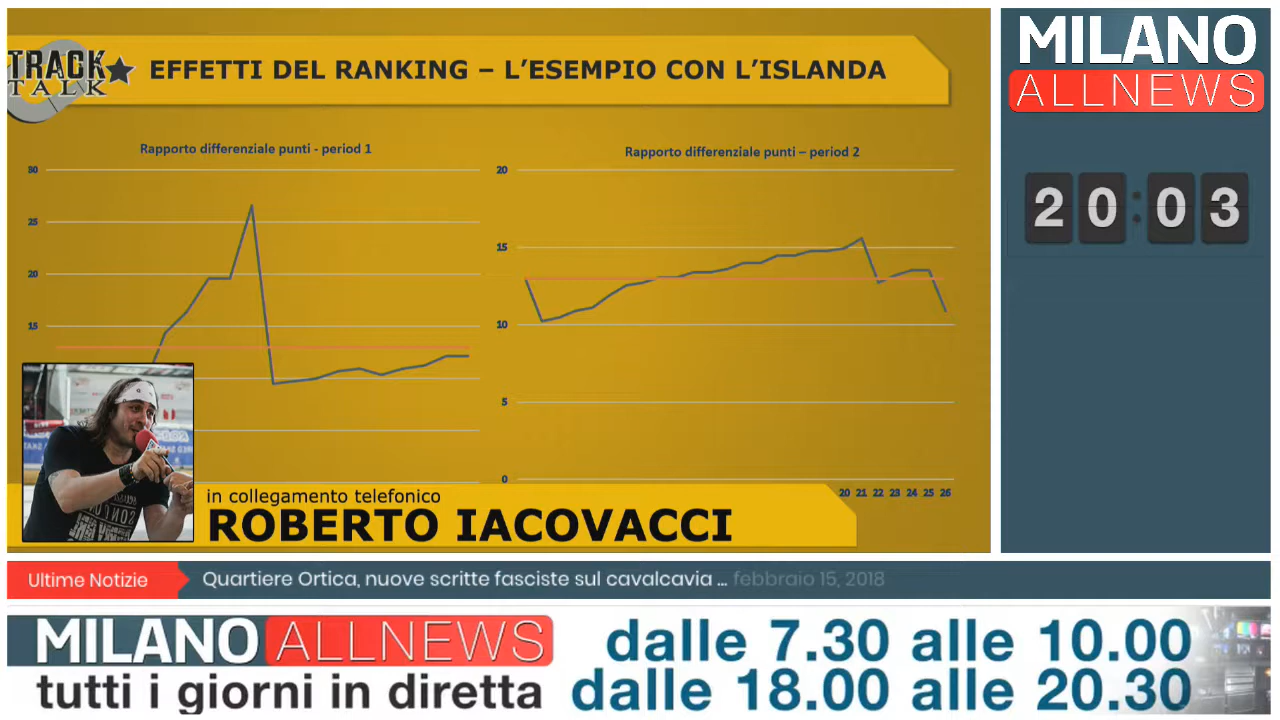 TRACK
TALK
EFFETTI DEL RANKING – L'ESEMPIO CON L'ISLANDA
Rapporto differenziale punti - period 1
30
25
20
15
Rapporto differenziale punti – period 2
20
15
10
5
0
20 21 22 23 24 25 26
in collegamento telefonico
ROBERTO IACOVACCI
MILANO
ALLNEWS
20:03
Ultime Notizie
Quartiere Ortica, nuove scritte fasciste sul cavalcavia ... febbraio 15, 2018
MILANO ALLNEWS
tutti i giorni in diretta
dalle 7.30 alle 10.00
dalle 18.00 alle 20.30